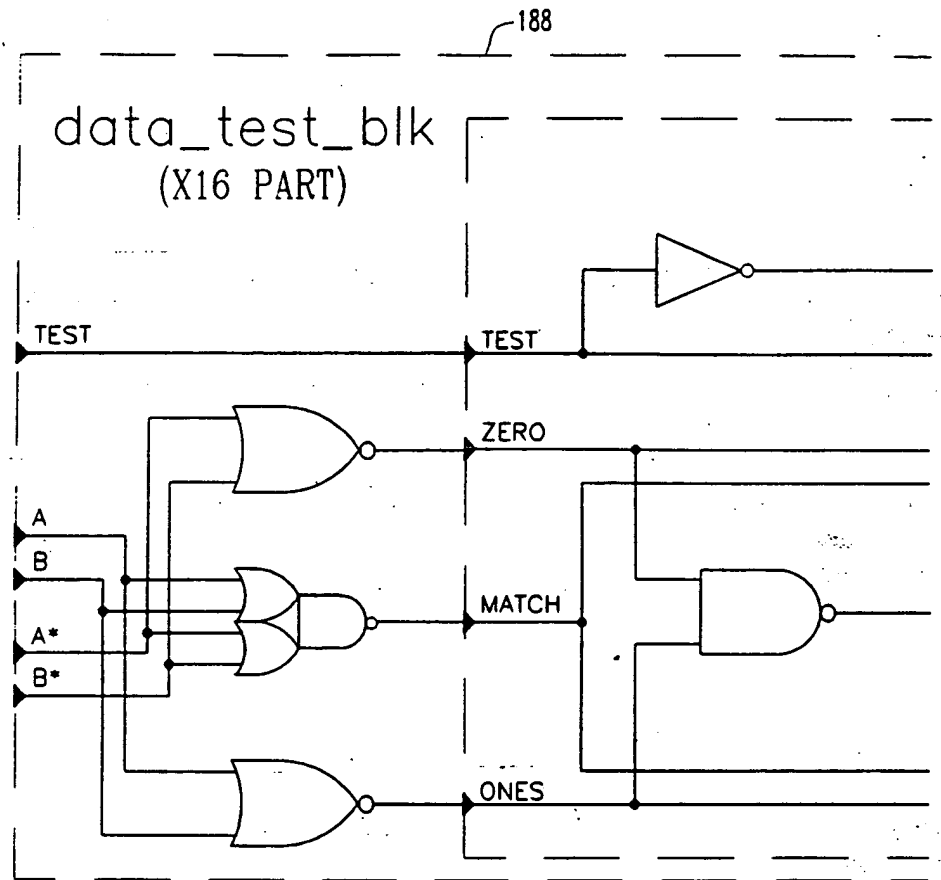 188
data_test_blk
(X16 PART)
TEST
TEST
ZERO
A
B
MATCH
A*
B*
ONES